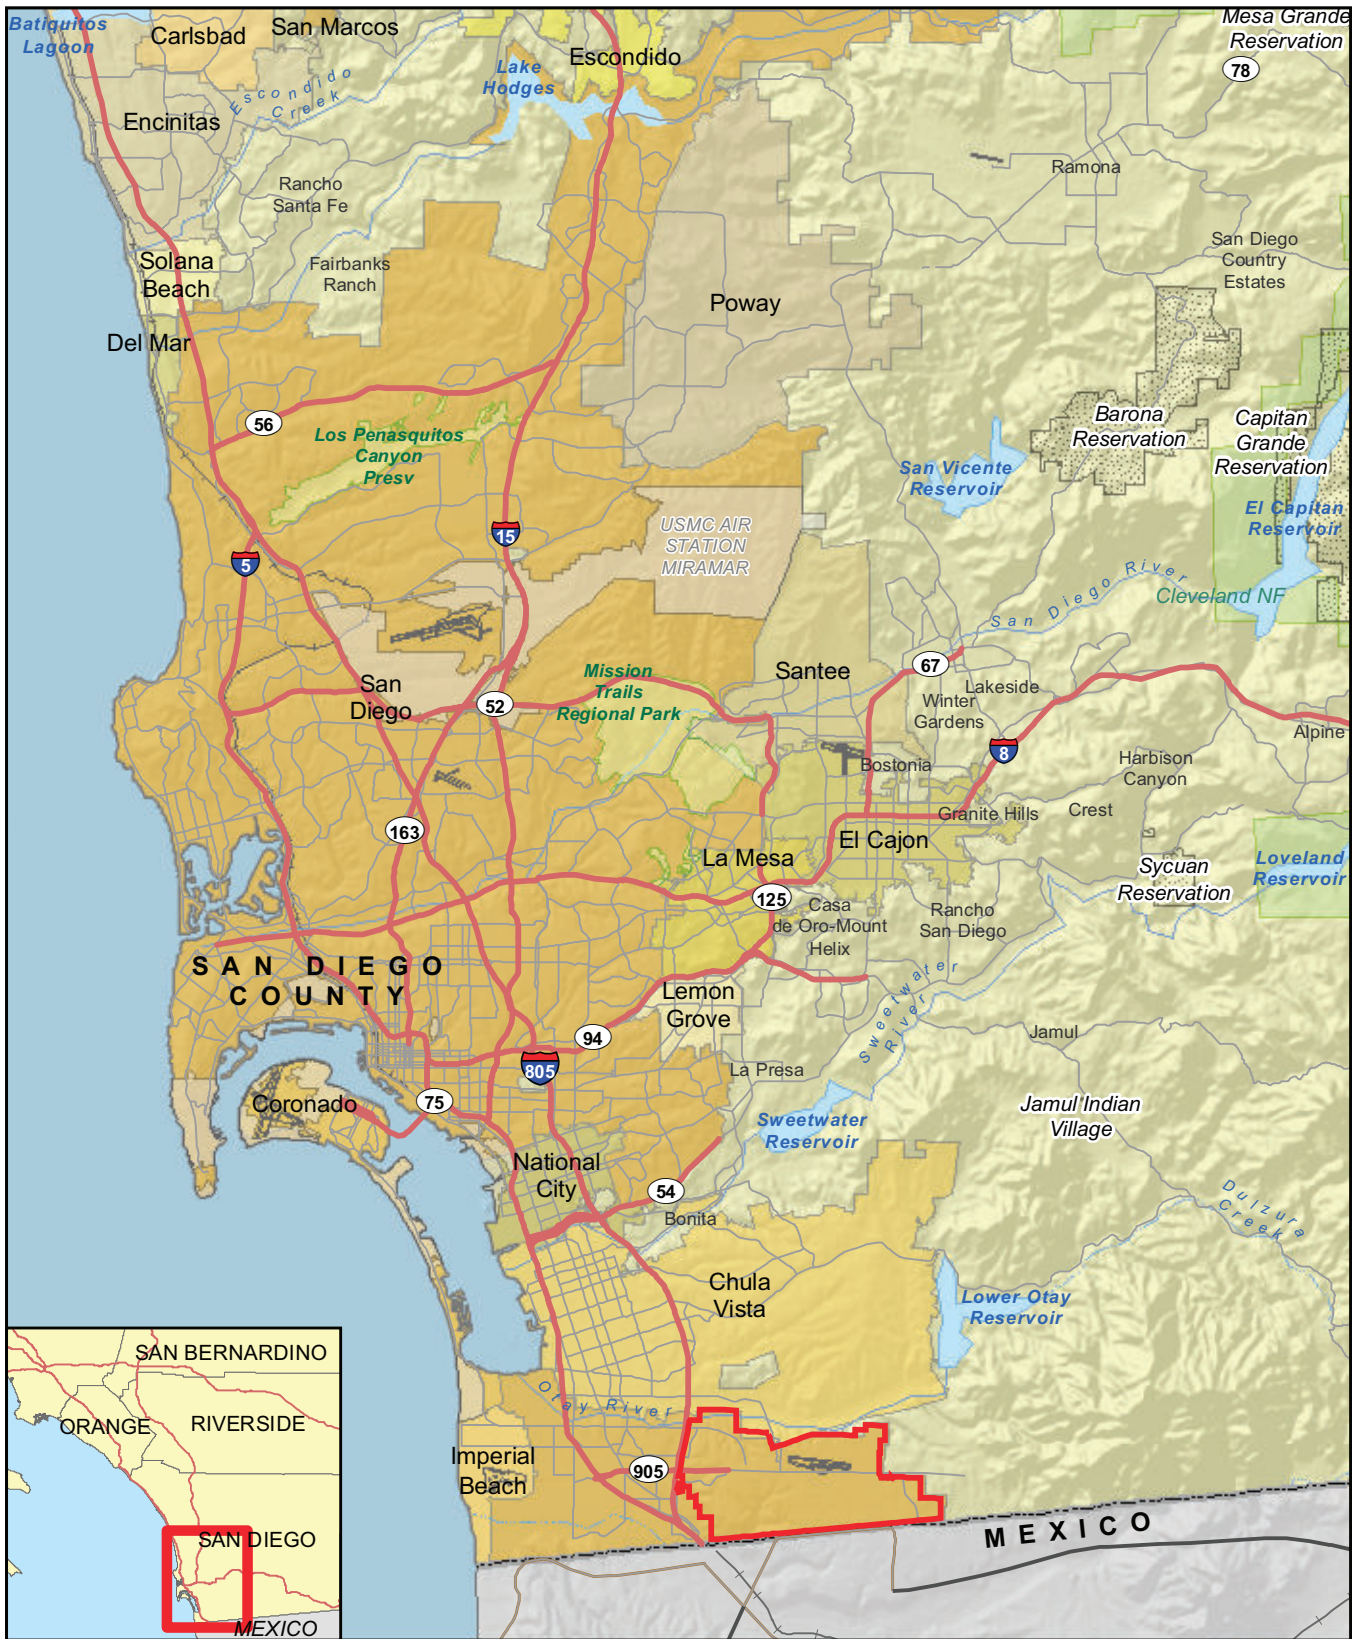 Batiquitos
Lagoon
Carlsbad
San Marcos
Escondido
Mesa Grande
Reservation
78
Lake
Hodges
Escondido
Creek
Encinitas
Ramona
Rancho
Santa Fe
San Diego
Country
Estates
Solana
Beach
Fairbanks
Ranch
Poway
Del Mar
56
Los Penasquitos
Canyon
Presv
Barona
Reservation
Capitan
Grande
Reservation
San Vicente
Reservoir
El Capitan
Reservoir
15
USMC AIR
STATION
MIRAMAR
5
San Diego River
Cleveland NF
San
Diego
52
Mission
Trails
Regional Park
Santee
67
Lakeside
Winter
Gardens
8
Alpine
Bostonia
Harbison
Canyon
Granite Hills
Crest
163
El Cajon
La Mesa
Sycuan
Reservation
Loveland
Reservoir
125
Casa
de Oro-Mount
Helix
Rancho
San Diego
SAN DIEGO
COUNTY
Lemon
Grove
Sweetwater
River
94
Jamul
805
La Presa
Coronado
75
Sweetwater
Reservoir
Jamul Indian
Village
National
City
54
Bonita
Dulzura
Creek
Chula
Vista
Lower Otay
Reservoir
Otay River
Imperial
Beach
905
MEXICO
SAN BERNARDINO
ORANGE
RIVERSIDE
SAN DIEGO
MEXICO